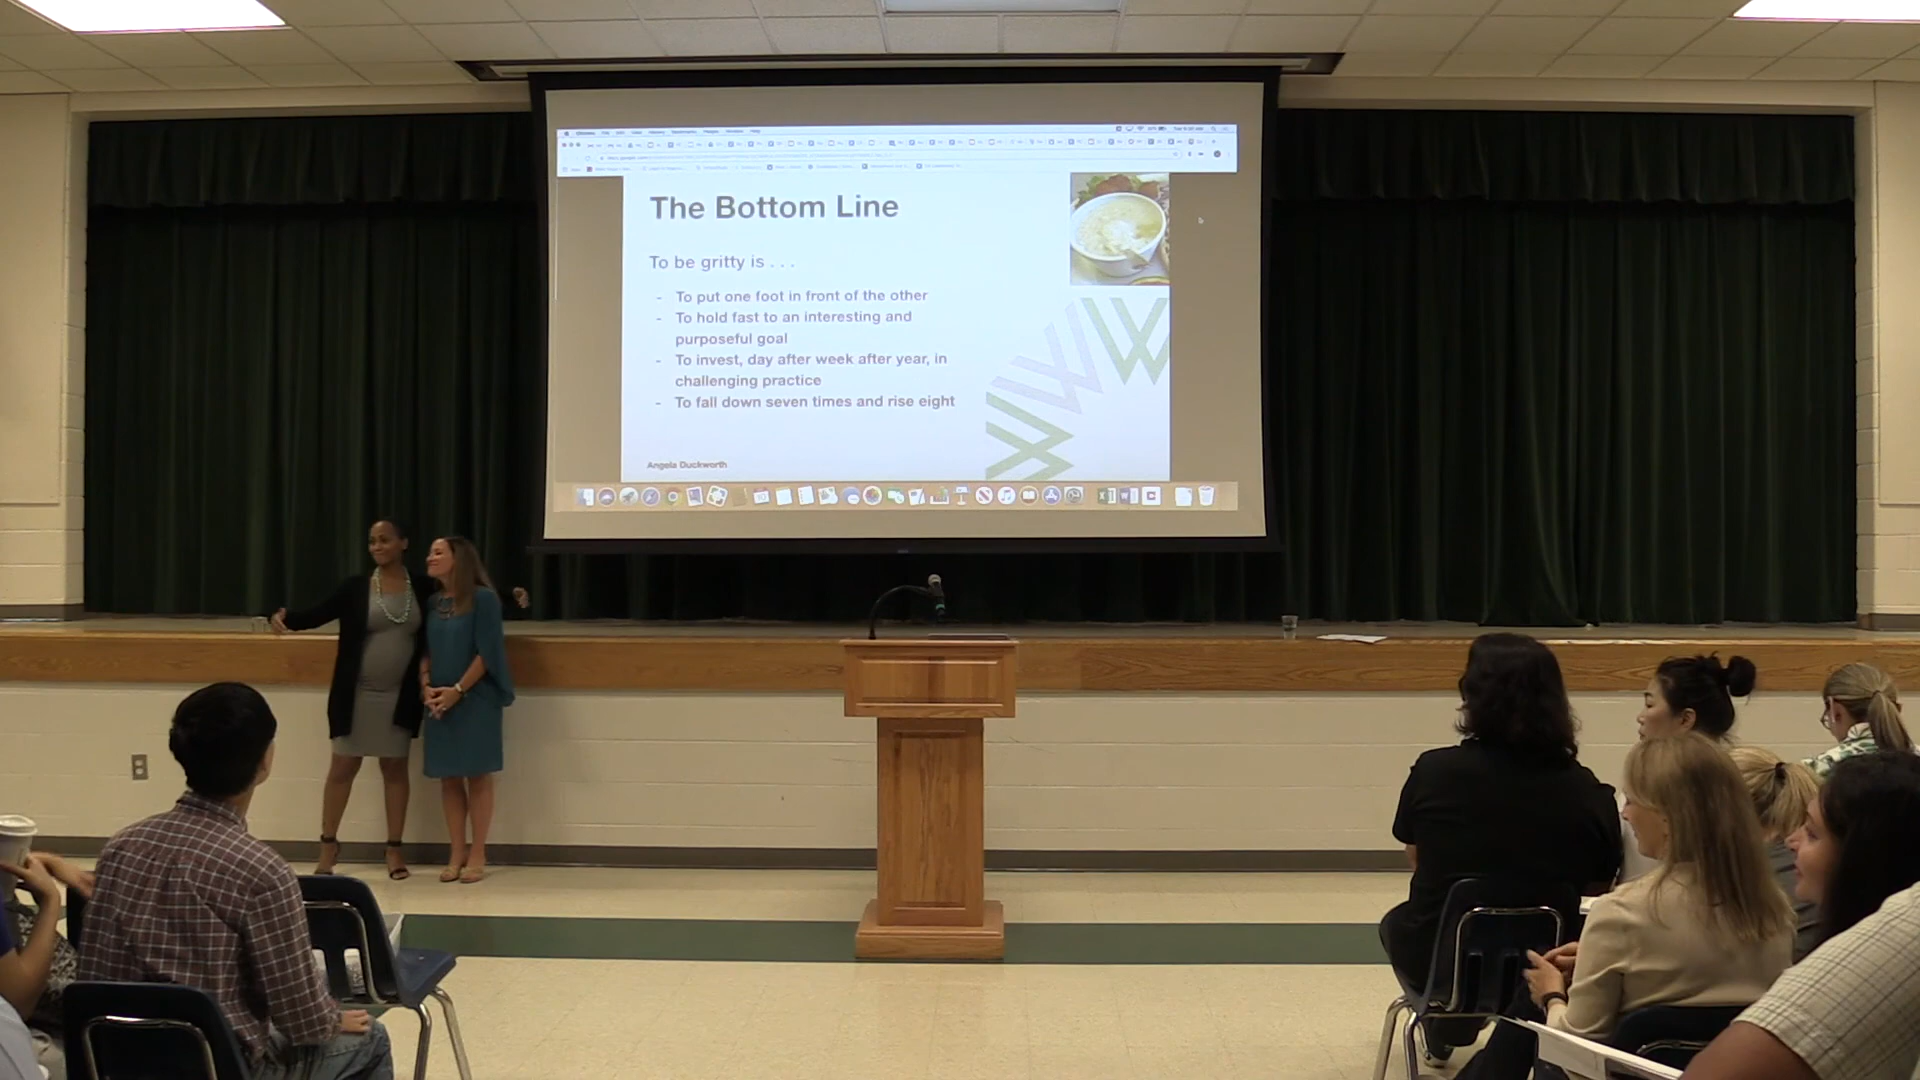 The Bottom Line
To be gritty is . . .
- To put one foot in front of the other
- To hold fast to an interesting and
purposeful goal
- To invest, day after week after year, in
challenging practice
- To fall down seven times and rise eight
Angela Duckworth